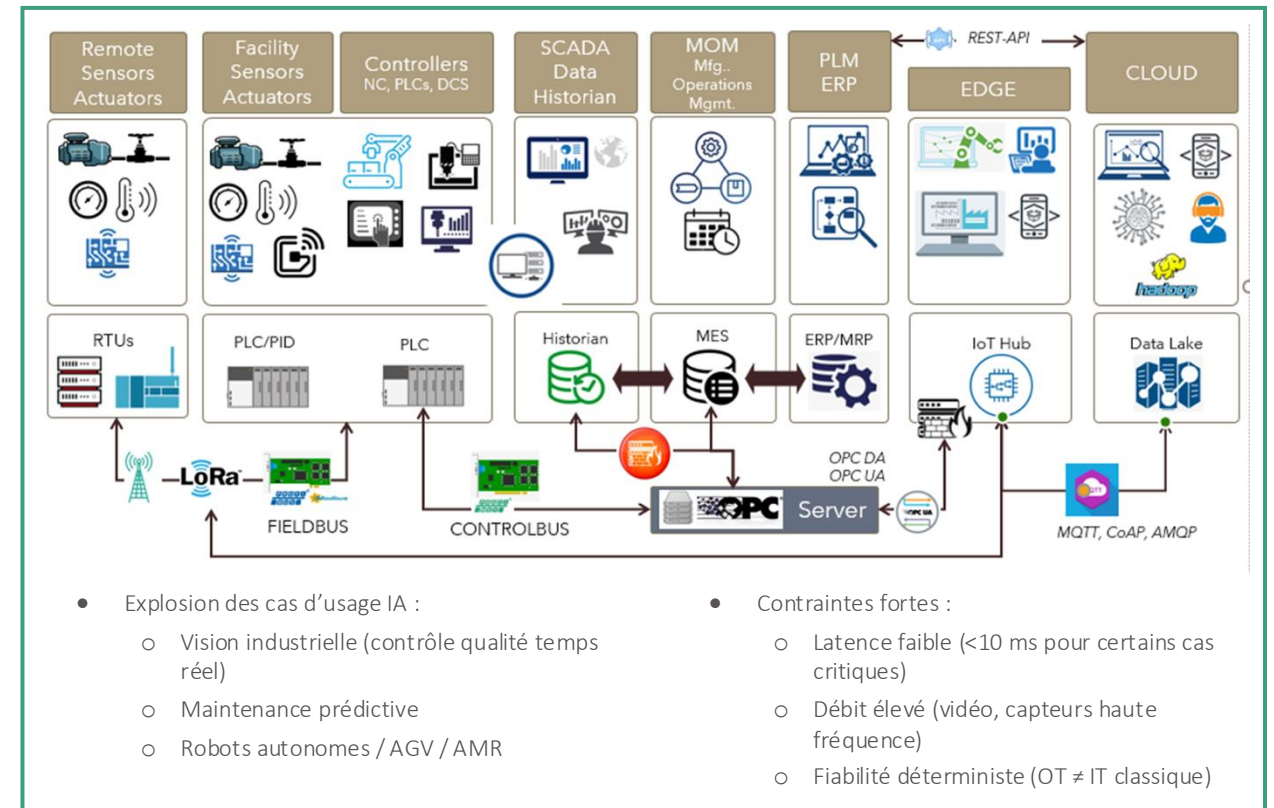 Remote
Sensors
Actuators
Facility
Sensors
Actuators
Controllers
NC, PLCs, DCS
SCADA
Data
Historian
MOM
Mfg..
Operations
Mgmt.
PLM
ERP
REST-API
EDGE
CLOUD
hadoop
RTUs
PLC/PID
PLC
Historian
MES
ERP/MRP
IoT Hub
Data Lake
LoRa
FIELDBUS
CONTROLBUS
OPC DA
OPC UA
OPC
Server
OPC UA
MQTT, CoAP, AMQP
• Explosion des cas d’usage IA :
o Vision industrielle (contrôle qualité temps
réel)
o Maintenance prédictive
o Robots autonomes / AGV / AMR
• Contraintes fortes :
o Latence faible (<10 ms pour certains cas
critiques)
o Débit élevé (vidéo, capteurs haute
fréquence)
o Fiabilité déterministe (OT ≠ IT classique)